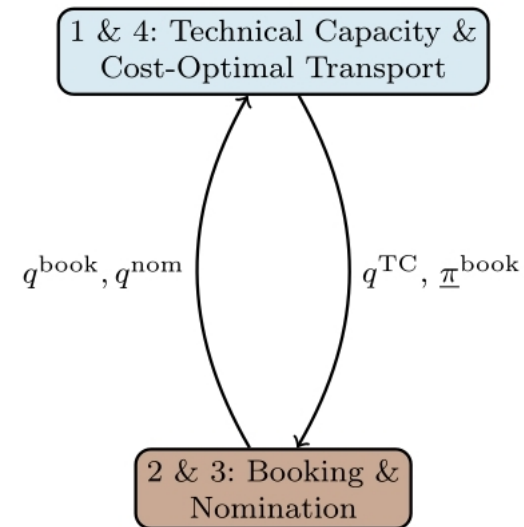 1 & 4: Technical Capacity &
Cost-Optimal Transport
q^book, q^nom
q^TC, π̲^book
2 & 3: Booking &
Nomination